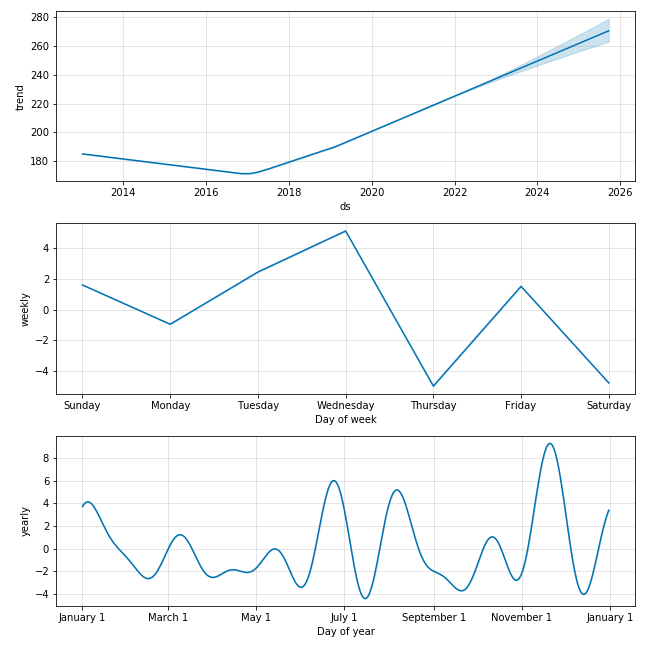 280
260
240
220
200
180
trend
2014 2016 2018 2020 2022 2024 2026
ds
4
2
0
−2
−4
weekly
Sunday Monday Tuesday Wednesday Thursday Friday Saturday
Day of week
8
6
4
2
0
−2
−4
yearly
January 1 March 1 May 1 July 1 September 1 November 1 January 1
Day of year